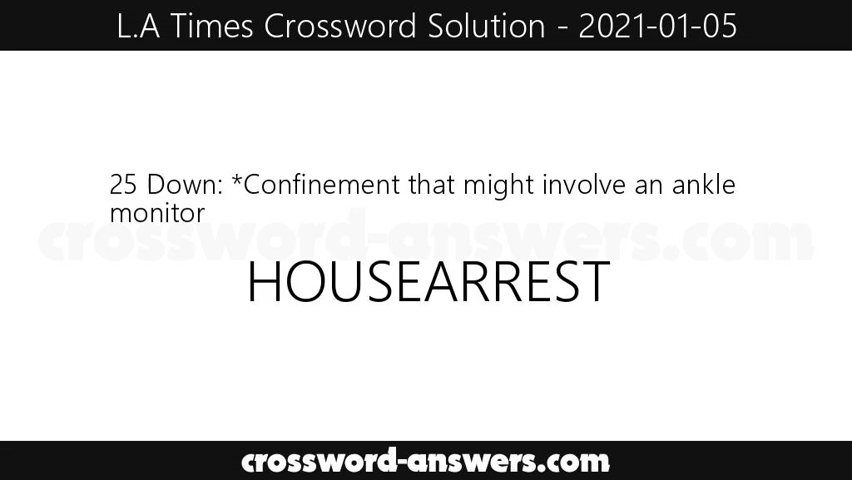 L.A Times Crossword Solution - 2021-01-05
25 Down: *Confinement that might involve an ankle
monitor
crossword-answers.com
HOUSEARREST
crossword-answers.com